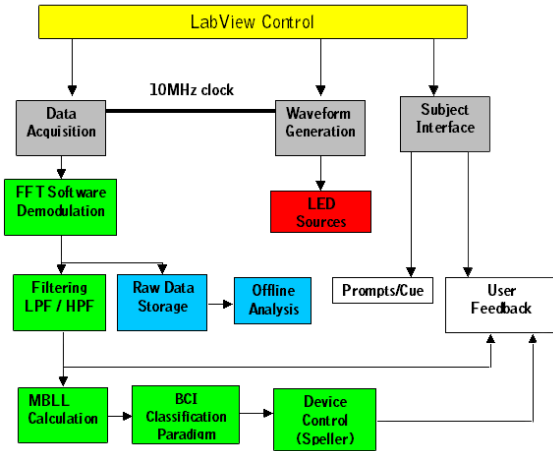 LabView Control
10MHz clock
Data
Acquisition
Waveform
Generation
Subject
Interface
FFT Software
Demodulation
LED
Sources
Filtering
LPF / HPF
Raw Data
Storage
Offline
Analysis
Prompts/Cue
User
Feedback
MBLL
Calculation
BCI
Classification
Paradigm
Device
Control
(Speller)